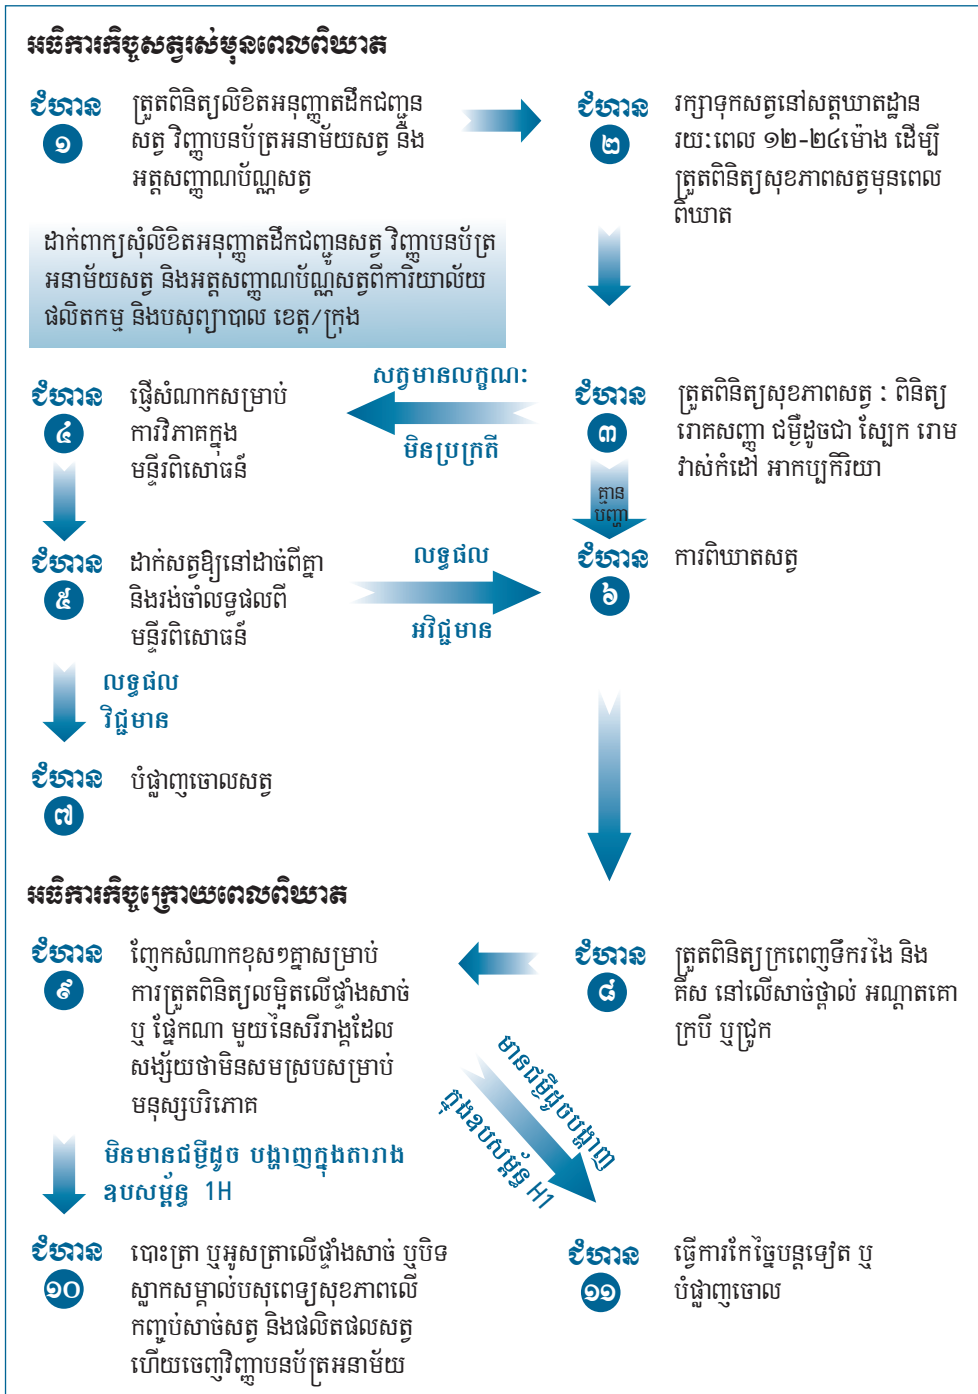 អធិការកិច្ចសត្វរស់មុនពេលពិឃាត
ជំហាន
១
ត្រួតពិនិត្យលិខិតអនុញ្ញាតដឹកជញ្ជូន
សត្វ វិញ្ញាបនប័ត្រអនាម័យសត្វ និង
អត្តសញ្ញាណប័ណ្ណសត្វ
ជំហាន
២
រក្សាទុកសត្វនៅសត្តឃាតដ្ឋាន
រយៈពេល ១២-២៤ម៉ោង ដើម្បី
ត្រួតពិនិត្យសុខភាពសត្វមុនពេល
ពិឃាត
ដាក់ពាក្យសុំលិខិតអនុញ្ញាតដឹកជញ្ជូនសត្វ វិញ្ញាបនប័ត្រ
អនាម័យសត្វ និងអត្តសញ្ញាណប័ណ្ណសត្វពីការិយាល័យ
ផលិតកម្ម និងបសុព្យាបាល ខេត្ត/ក្រុង
ជំហាន
៣
ត្រួតពិនិត្យសុខភាពសត្វ : ពិនិត្យ
រោគសញ្ញា ជម្ងឺដូចជា ស្បែក រោម
វាស់កំដៅ អាកប្បកិរិយា
សត្វមានលក្ខណៈ
មិនប្រក្រតី
គ្មាន
បញ្ហា
ជំហាន
៤
ផ្ញើសំណាកសម្រាប់
ការវិភាគក្នុង
មន្ទីរពិសោធន៍
ជំហាន
៥
ដាក់សត្វឱ្យនៅដាច់ពីគ្នា
និងរង់ចាំលទ្ធផលពី
មន្ទីរពិសោធន៍
លទ្ធផល
អវិជ្ជមាន
ជំហាន
៦
ការពិឃាតសត្វ
លទ្ធផល
វិជ្ជមាន
ជំហាន
៧
បំផ្លាញចោលសត្វ
អធិការកិច្ចក្រោយពេលពិឃាត
ជំហាន
៨
ត្រួតពិនិត្យក្រពេញទឹករងៃ និង
គីស នៅលើសាច់ថ្ពាល់ អណ្តាតគោ
ក្របី ឬជ្រូក
ជំហាន
៩
ញែកសំណាកខុសៗគ្នាសម្រាប់
ការត្រួតពិនិត្យលម្អិតលើផ្ទាំងសាច់
ឬ ផ្នែកណា មួយនៃសរីរាង្គដែល
សង្ស័យថាមិនសមស្របសម្រាប់
មនុស្សបរិភោគ
មានជម្ងឺដូចបង្ហាញ
ក្នុងឧបសម្ព័ន្ធ H1
មិនមានជម្ងឺដូច បង្ហាញក្នុងតារាង
ឧបសម្ព័ន្ធ 1H
ជំហាន
១០
បោះត្រា ឬអូសត្រាលើផ្ទាំងសាច់ ឬបិទ
ស្លាកសម្គាល់បសុពេទ្យសុខភាពលើ
កញ្ចប់សាច់សត្វ និងផលិតផលសត្វ
ហើយចេញវិញ្ញាបនប័ត្រអនាម័យ
ជំហាន
១១
ធ្វើការកែច្នៃបន្តទៀត ឬ
បំផ្លាញចោល